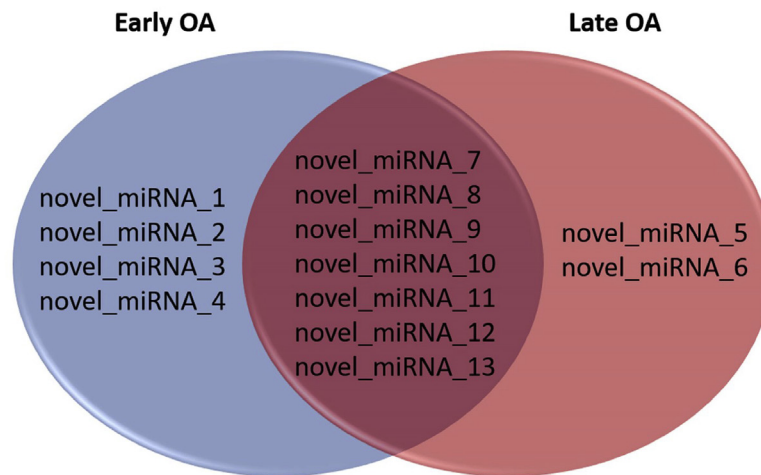 Early OA
Late OA
novel_miRNA_1
novel_miRNA_2
novel_miRNA_3
novel_miRNA_4
novel_miRNA_7
novel_miRNA_8
novel_miRNA_9
novel_miRNA_10
novel_miRNA_11
novel_miRNA_12
novel_miRNA_13
novel_miRNA_5
novel_miRNA_6